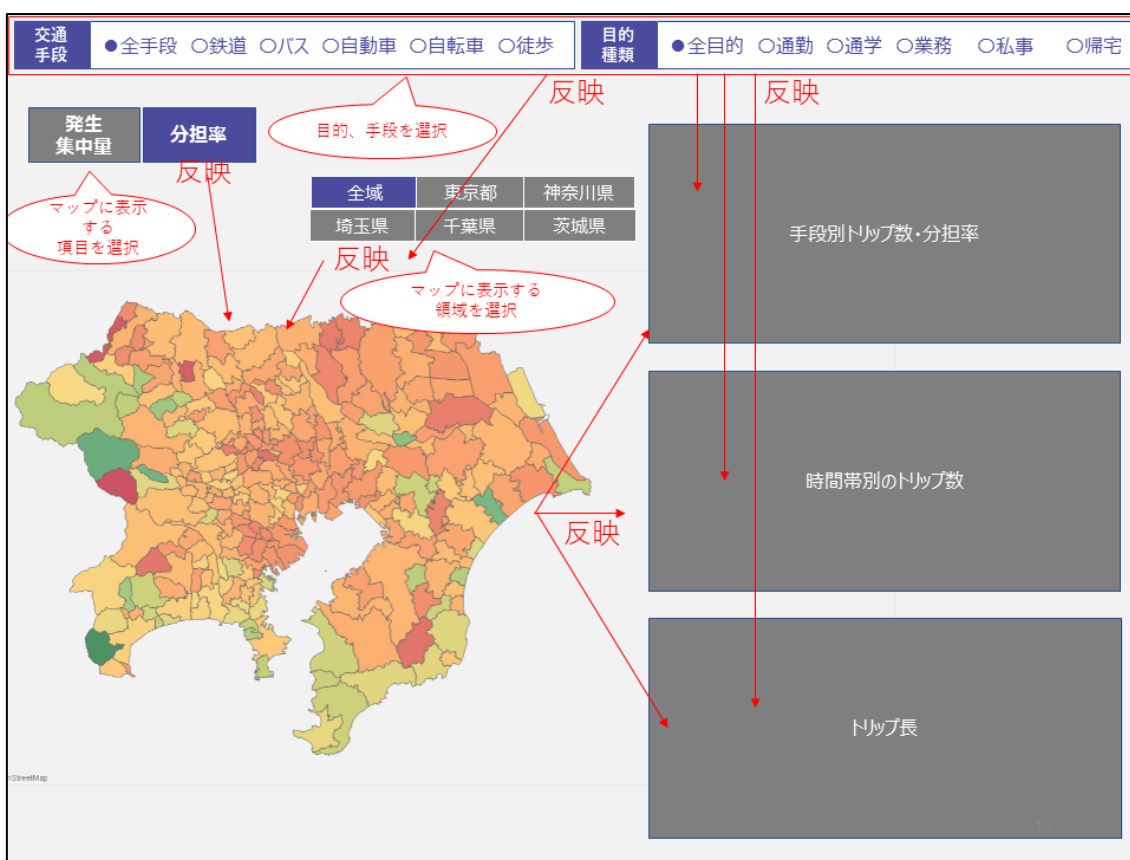 交通
手段
●全手段 ○鉄道 ○バス ○自動車 ○自転車 ○徒歩
目的
種類
●全目的 ○通勤 ○通学 ○業務 ○私事 ○帰宅
反映
反映
目的、手段を選択
発生
集中量
分担率
反映
マップに表示
する
項目を選択
全域 東京都 神奈川県
埼玉県 千葉県 茨城県
反映
マップに表示する
領域を選択
手段別トリップ数・分担率
時間帯別のトリップ数
反映
トリップ長
nStreetMap
13